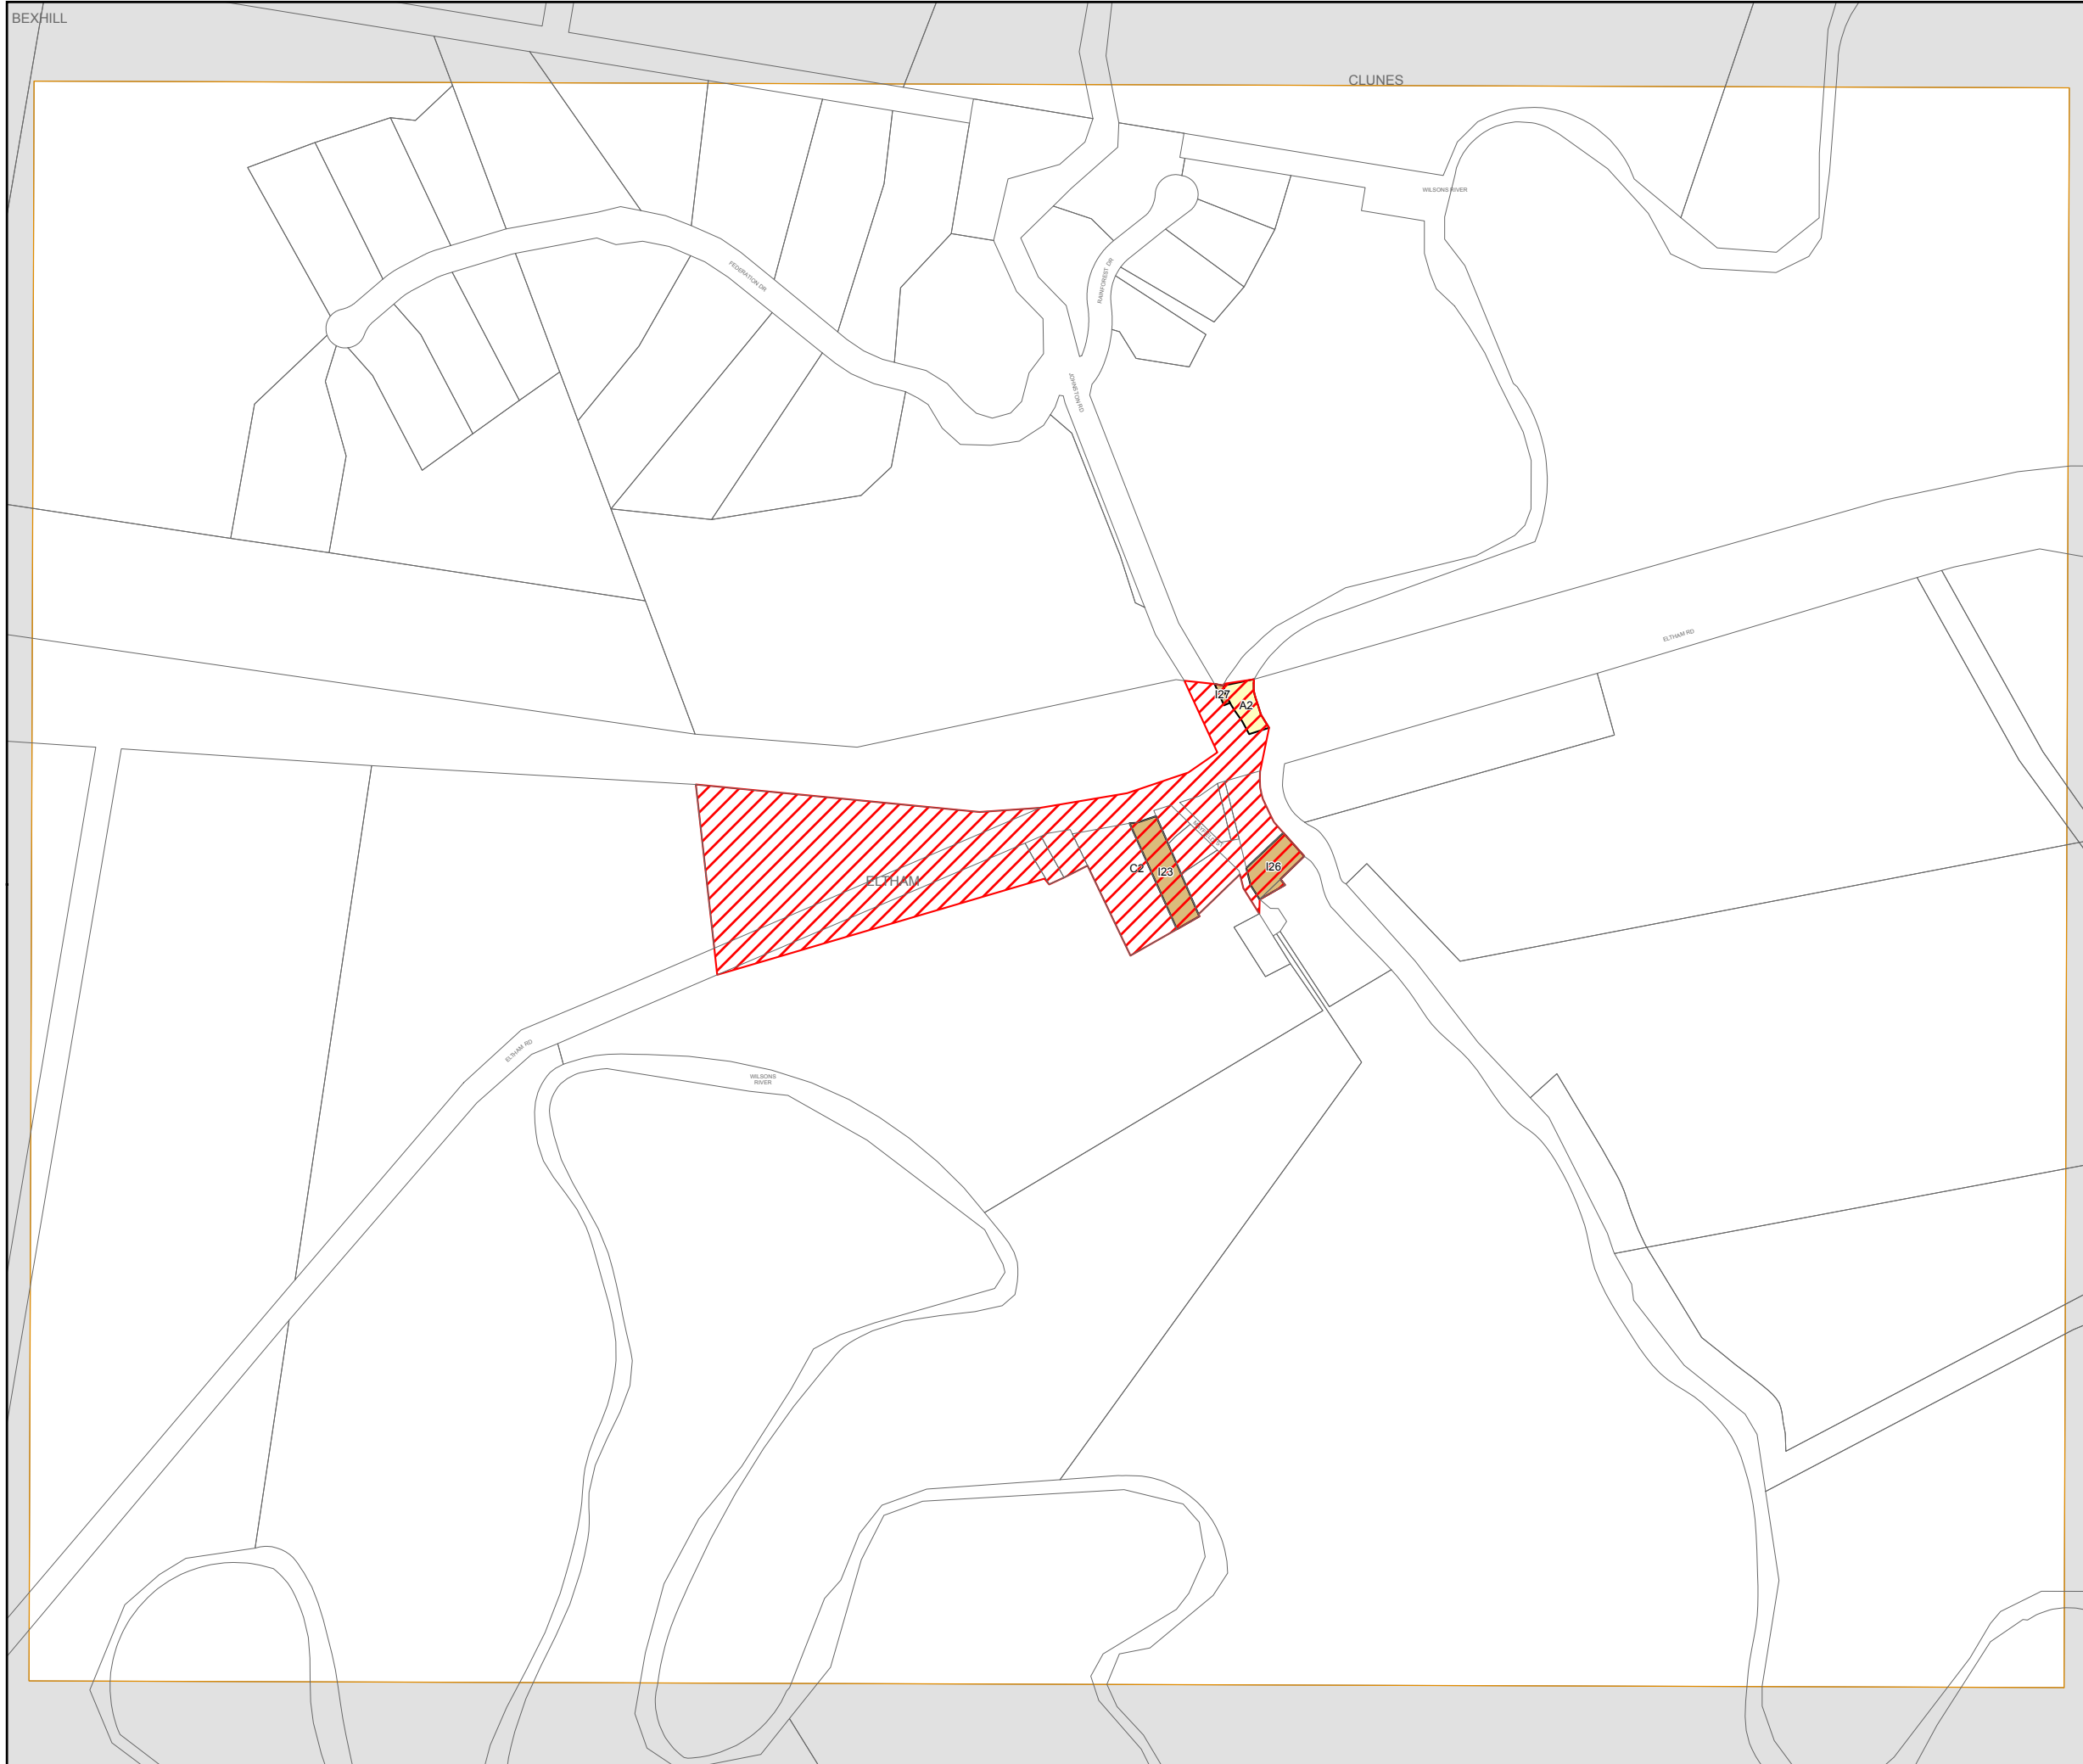 BEXHILL
CLUNES
WILSONS RIVER
FEDERATION DR
RAINFOREST DR
JOHNSTON RD
ELTHAM RD
I27
A2
C2
I23
I26
ELTHAM
ELTHAM RD
WILSONS
RIVER